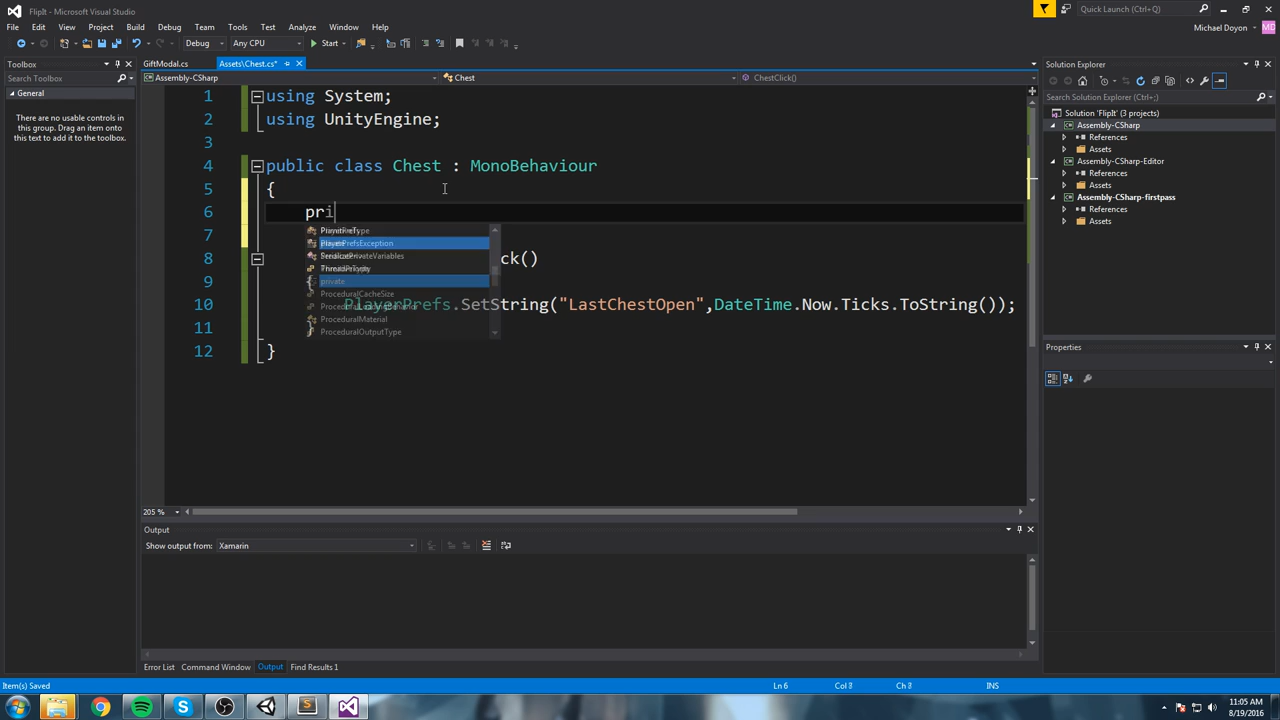 FlipIt - Microsoft Visual Studio
Quick Launch (Ctrl+Q)
File Edit View Project Build Debug Team Tools Test Analyze Window Help
Michael Doyon MD
Debug Any CPU Start
Toolbox
Search Toolbox
General
There are no usable controls in
this group. Drag an item onto
this text to add it to the toolbox.
GiftModal.cs Assets\Chest.cs*
Assembly-CSharp Chest ChestClick()
1 using System;
2 using UnityEngine;
3
4 public class Chest : MonoBehaviour
5 {
6 pri
7
8 ck()
9 {
10 PlayerPrefs.SetString("LastChestOpen",DateTime.Now.Ticks.ToString());
11 }
12 }
PrimitiveType
private
ThreadPriority
ProceduralCacheSize
ProceduralMaterial
ProceduralOutputType
205 %
Output
Show output from: Xamarin
Error List Command Window Output Find Results 1
Solution Explorer
Search Solution Explorer (Ctrl+;)
Solution 'FlipIt' (3 projects)
Assembly-CSharp
References
Assets
Assembly-CSharp-Editor
References
Assets
Assembly-CSharp-firstpass
References
Assets
Properties
Item(s) Saved Ln 6 Col 8 Ch 8 INS
11:05 AM
8/19/2016